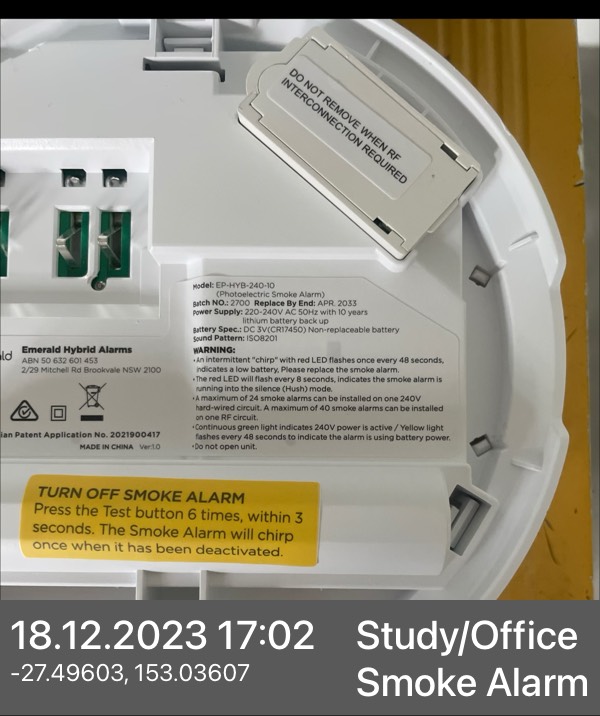 DO NOT REMOVE WHEN RF
INTERCONNECTION REQUIRED
Model: EP-HYB-240-10
(Photoelectric Smoke Alarm)
Batch NO.: 2700 Replace By End: APR. 2033
Power Supply: 220-240V AC 50Hz with 10 years
lithium battery back up
Battery Spec.: DC 3V(CR17450) Non-replaceable battery
Sound Pattern: ISO8201
WARNING:
•An intermittent "chirp" with red LED flashes once every 48 seconds,
indicates a low battery, Please replace the smoke alarm.
•The red LED will flash every 8 seconds, indicates the smoke alarm is
running into the silence (Hush) mode.
•A maximum of 24 smoke alarms can be installed on one 240V
hard-wired circuit. A maximum of 40 smoke alarms can be installed
on one RF circuit.
•Continuous green light indicates 240V power is active / Yellow light
flashes every 48 seconds to indicate the alarm is using battery power.
•Do not open unit.
ld
Emerald Hybrid Alarms
ABN 50 632 601 453
2/29 Mitchell Rd Brookvale NSW 2100
ian Patent Application No. 2021900417
MADE IN CHINA Ver:1.0
TURN OFF SMOKE ALARM
Press the Test button 6 times, within 3
seconds. The Smoke Alarm will chirp
once when it has been deactivated.
18.12.2023 17:02
-27.49603, 153.03607
Study/Office
Smoke Alarm